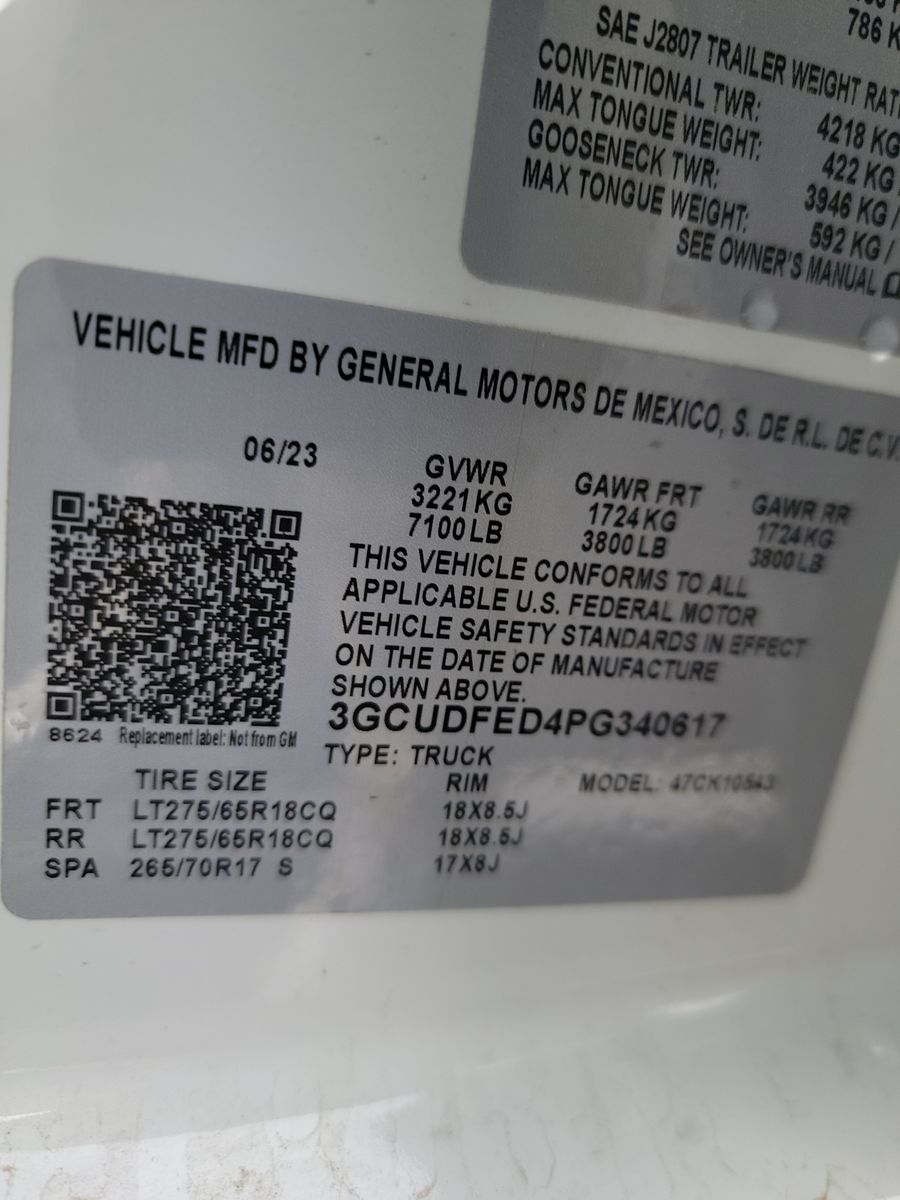 786 K
SAE J2807 TRAILER WEIGHT RAT
CONVENTIONAL TWR: 4218 KG
MAX TONGUE WEIGHT: 422 KG
GOOSENECK TWR: 3946 KG /
MAX TONGUE WEIGHT: 592 KG /
SEE OWNER'S MANUAL
VEHICLE MFD BY GENERAL MOTORS DE MEXICO, S. DE R.L. DE C.V.
06/23
GVWR GAWR FRT GAWR RR
3221KG 1724KG 1724KG
7100LB 3800LB 3800LB
THIS VEHICLE CONFORMS TO ALL
APPLICABLE U.S. FEDERAL MOTOR
VEHICLE SAFETY STANDARDS IN EFFECT
ON THE DATE OF MANUFACTURE
SHOWN ABOVE.
3GCUDFED4PG340617
8624 Replacement label: Not from GM
TYPE: TRUCK
TIRE SIZE RIM MODEL: 47CK10543
FRT LT275/65R18CQ 18X8.5J
RR LT275/65R18CQ 18X8.5J
SPA 265/70R17 S 17X8J